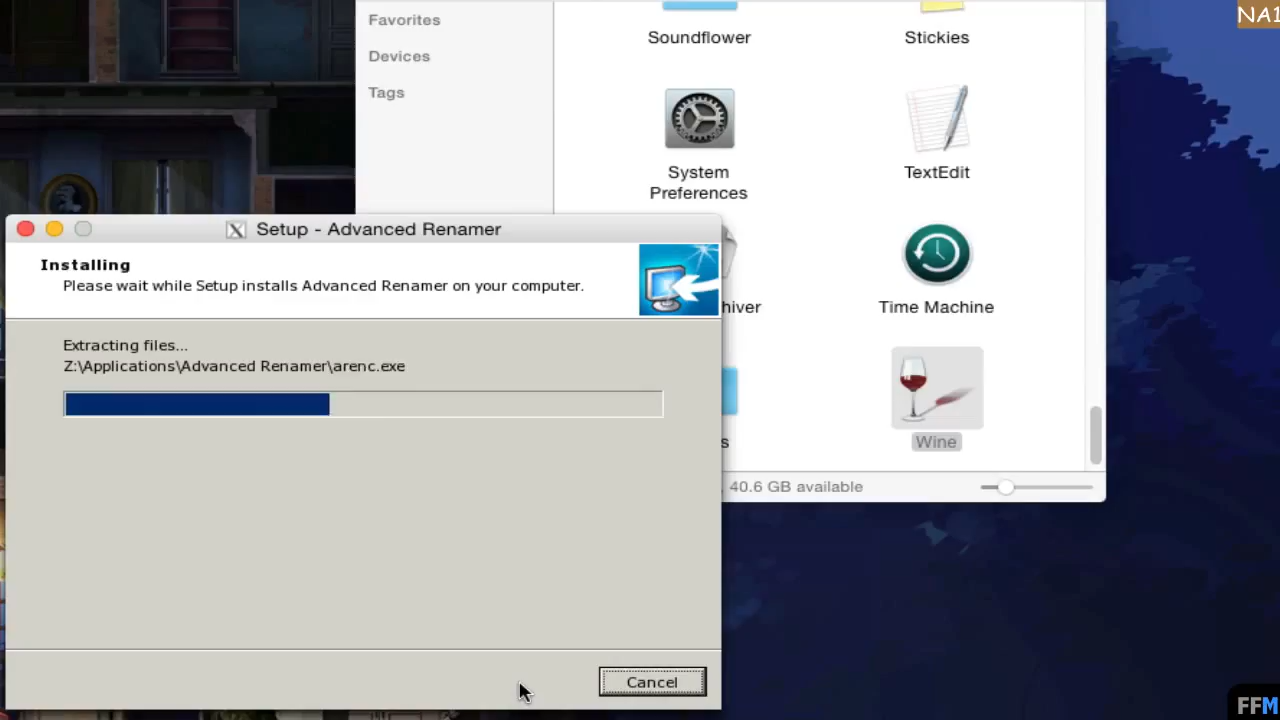 NA1
Favorites
Devices
Tags
Soundflower
Stickies
System
Preferences
TextEdit
hiver
Time Machine
s
Wine
40.6 GB available
Setup - Advanced Renamer
Installing
Please wait while Setup installs Advanced Renamer on your computer.
Extracting files...
Z:\Applications\Advanced Renamer\arenc.exe
Cancel
FFM